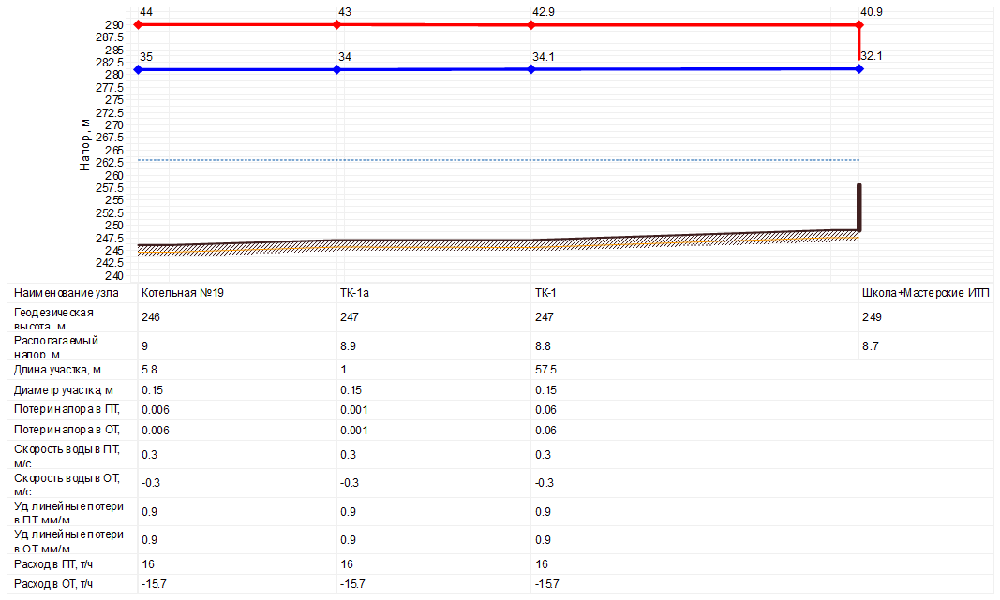 44 43 42.9 40.9
290
287.5
285
35 34 34.1 32.1
282.5
280
277.5
275
272.5
270
267.5
265
262.5
260
257.5
255
252.5
250
247.5
245
242.5
240
Напор, м
Наименование узла Котельная №19 ТК-1а ТК-1 Школа+Мастерские ИТП
Геодезическая
высота, м 246 247 247 249
Располагаемый
напор, м 9 8.9 8.8 8.7
Длина участка, м 5.8 1 57.5
Диаметр участка, м 0.15 0.15 0.15
Потери напора в ПТ, 0.006 0.001 0.06
Потери напора в ОТ, 0.006 0.001 0.06
Скорость воды в ПТ,
м/с 0.3 0.3 0.3
Скорость воды в ОТ,
м/с -0.3 -0.3 -0.3
Уд. линейные потери
в ПТ, мм/м 0.9 0.9 0.9
Уд. линейные потери
в ОТ, мм/м 0.9 0.9 0.9
Расход в ПТ, т/ч 16 16 16
Расход в ОТ, т/ч -15.7 -15.7 -15.7